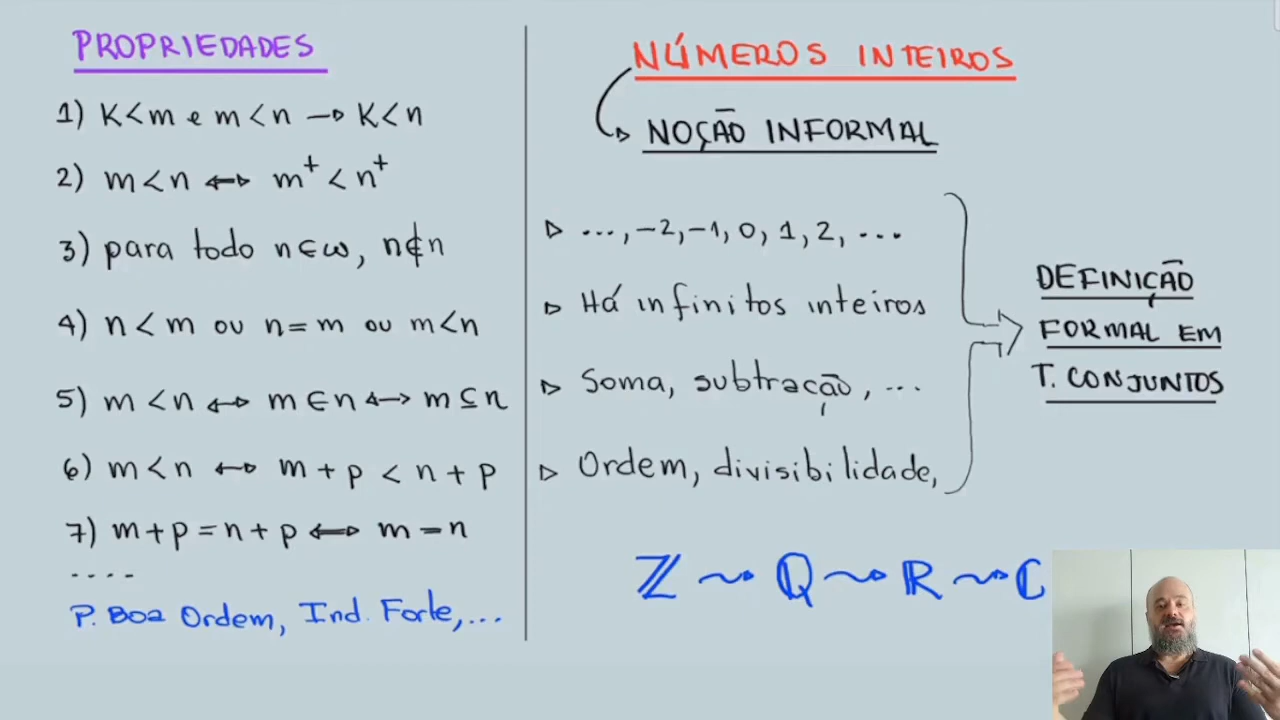 PROPRIEDADES
1) K<m e m<n → K<n
2) m<n ↔ m⁺<n⁺
3) para todo n∈ω, n∉n
4) n<m ou n=m ou m<n
5) m<n ↔ m∈n ↔ m⊆n
6) m<n ↔ m+p < n+p
7) m+p=n+p ↔ m=n
....
P. Boa Ordem, Ind. Forte,...
NÚMEROS INTEIROS
NOÇÃO INFORMAL
▷ ...,-2,-1,0,1,2,...
▷ Há infinitos inteiros
▷ Soma, subtração, ...
▷ Ordem, divisibilidade,
DEFINIÇÃO
FORMAL EM
T. CONJUNTOS
ℤ ⇝ ℚ ⇝ ℝ ⇝ ℂ